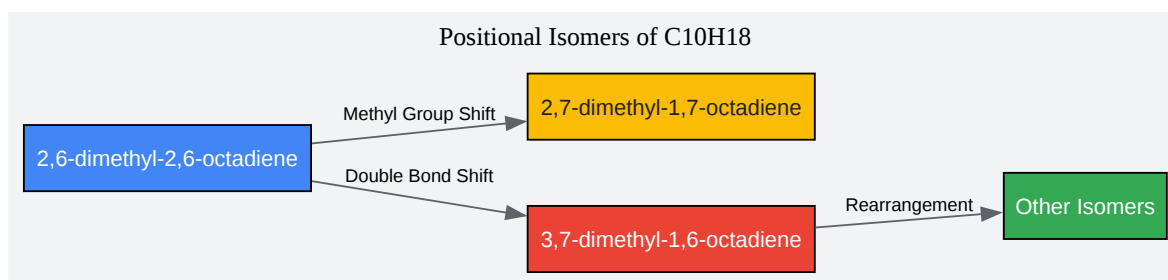 Positional Isomers of C10H18
2,6-dimethyl-2,6-octadiene
Methyl Group Shift
2,7-dimethyl-1,7-octadiene
Double Bond Shift
3,7-dimethyl-1,6-octadiene
Rearrangement
Other Isomers